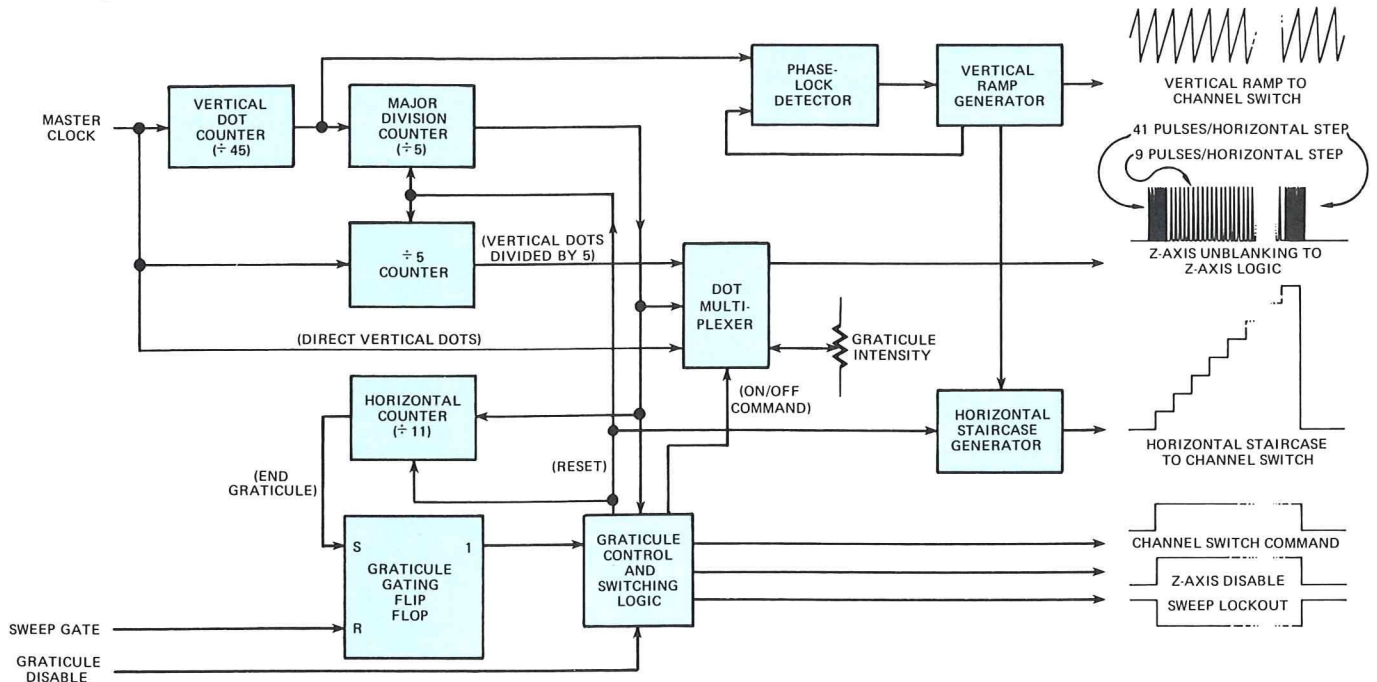 MASTER
CLOCK
VERTICAL
DOT
COUNTER
(÷ 45)
MAJOR
DIVISION
COUNTER
(÷5)
PHASE-
LOCK
DETECTOR
VERTICAL
RAMP
GENERATOR
VERTICAL RAMP TO
CHANNEL SWITCH
41 PULSES/HORIZONTAL STEP
9 PULSES/HORIZONTAL STEP
÷5
COUNTER
(VERTICAL DOTS
DIVIDED BY 5)
DOT
MULTI-
PLEXER
Z-AXIS UNBLANKING TO
Z-AXIS LOGIC
(DIRECT VERTICAL DOTS)
GRATICULE
INTENSITY
HORIZONTAL
COUNTER
(÷11)
(ON/OFF
COMMAND)
HORIZONTAL
STAIRCASE
GENERATOR
HORIZONTAL STAIRCASE
TO CHANNEL SWITCH
(END
GRATICULE)
(RESET)
S
1
GRATICULE
GATING
FLIP
FLOP
R
GRATICULE
CONTROL
AND
SWITCHING
LOGIC
CHANNEL SWITCH COMMAND
Z-AXIS DISABLE
SWEEP LOCKOUT
SWEEP GATE
GRATICULE
DISABLE